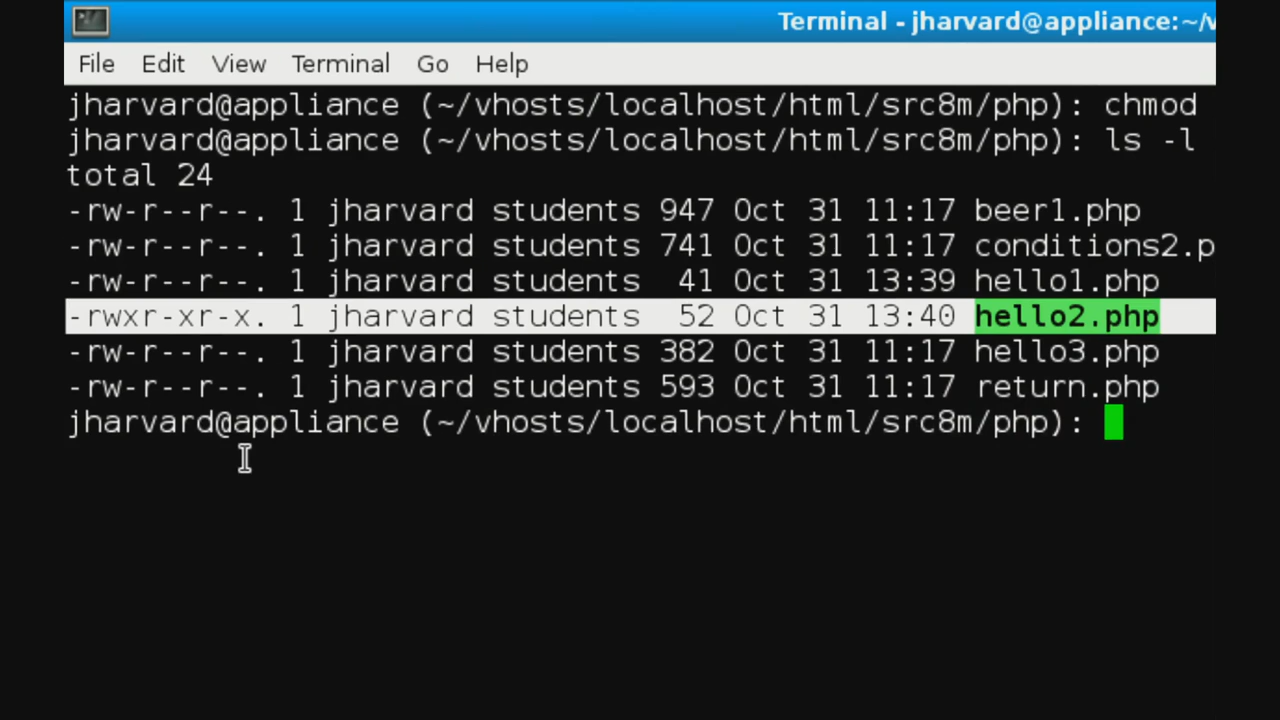 Terminal - jharvard@appliance:~/v
File Edit View Terminal Go Help
jharvard@appliance (~/vhosts/localhost/html/src8m/php): chmod
jharvard@appliance (~/vhosts/localhost/html/src8m/php): ls -l
total 24
-rw-r--r--. 1 jharvard students 947 Oct 31 11:17 beer1.php
-rw-r--r--. 1 jharvard students 741 Oct 31 11:17 conditions2.p
-rw-r--r--. 1 jharvard students  41 Oct 31 13:39 hello1.php
-rwxr-xr-x. 1 jharvard students  52 Oct 31 13:40 hello2.php
-rw-r--r--. 1 jharvard students 382 Oct 31 11:17 hello3.php
-rw-r--r--. 1 jharvard students 593 Oct 31 11:17 return.php
jharvard@appliance (~/vhosts/localhost/html/src8m/php):